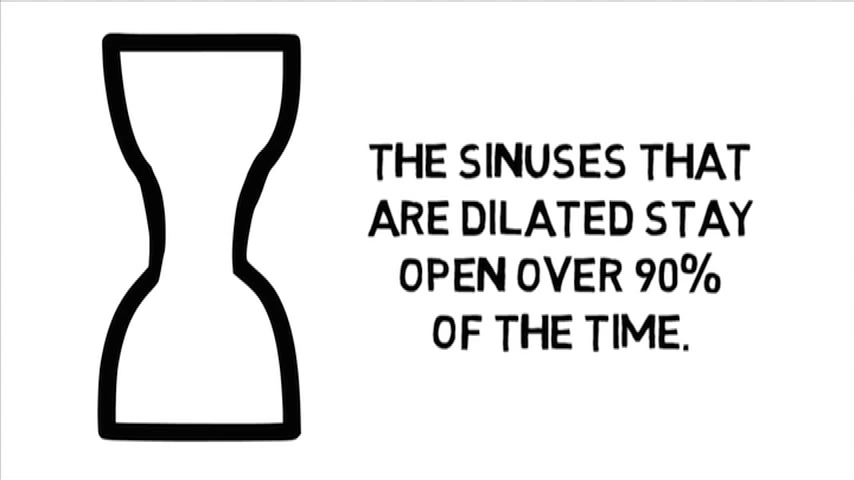 THE SINUSES THAT
ARE DILATED STAY
OPEN OVER 90%
OF THE TIME.